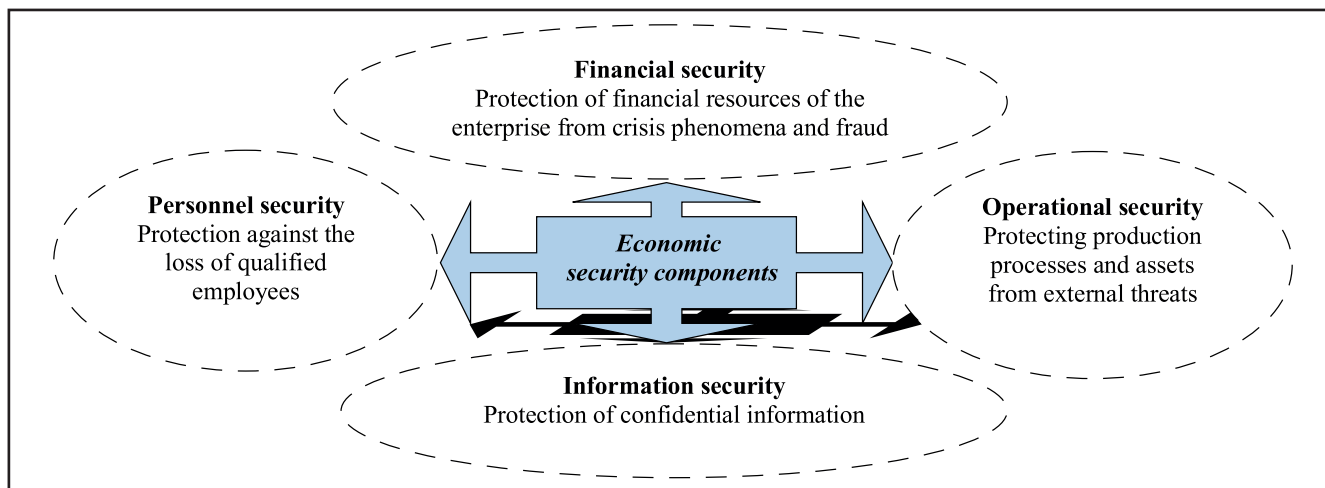 Financial security
Protection of financial resources of the
enterprise from crisis phenomena and fraud
Personnel security
Protection against the
loss of qualified
employees
Economic
security components
Operational security
Protecting production
processes and assets
from external threats
Information security
Protection of confidential information